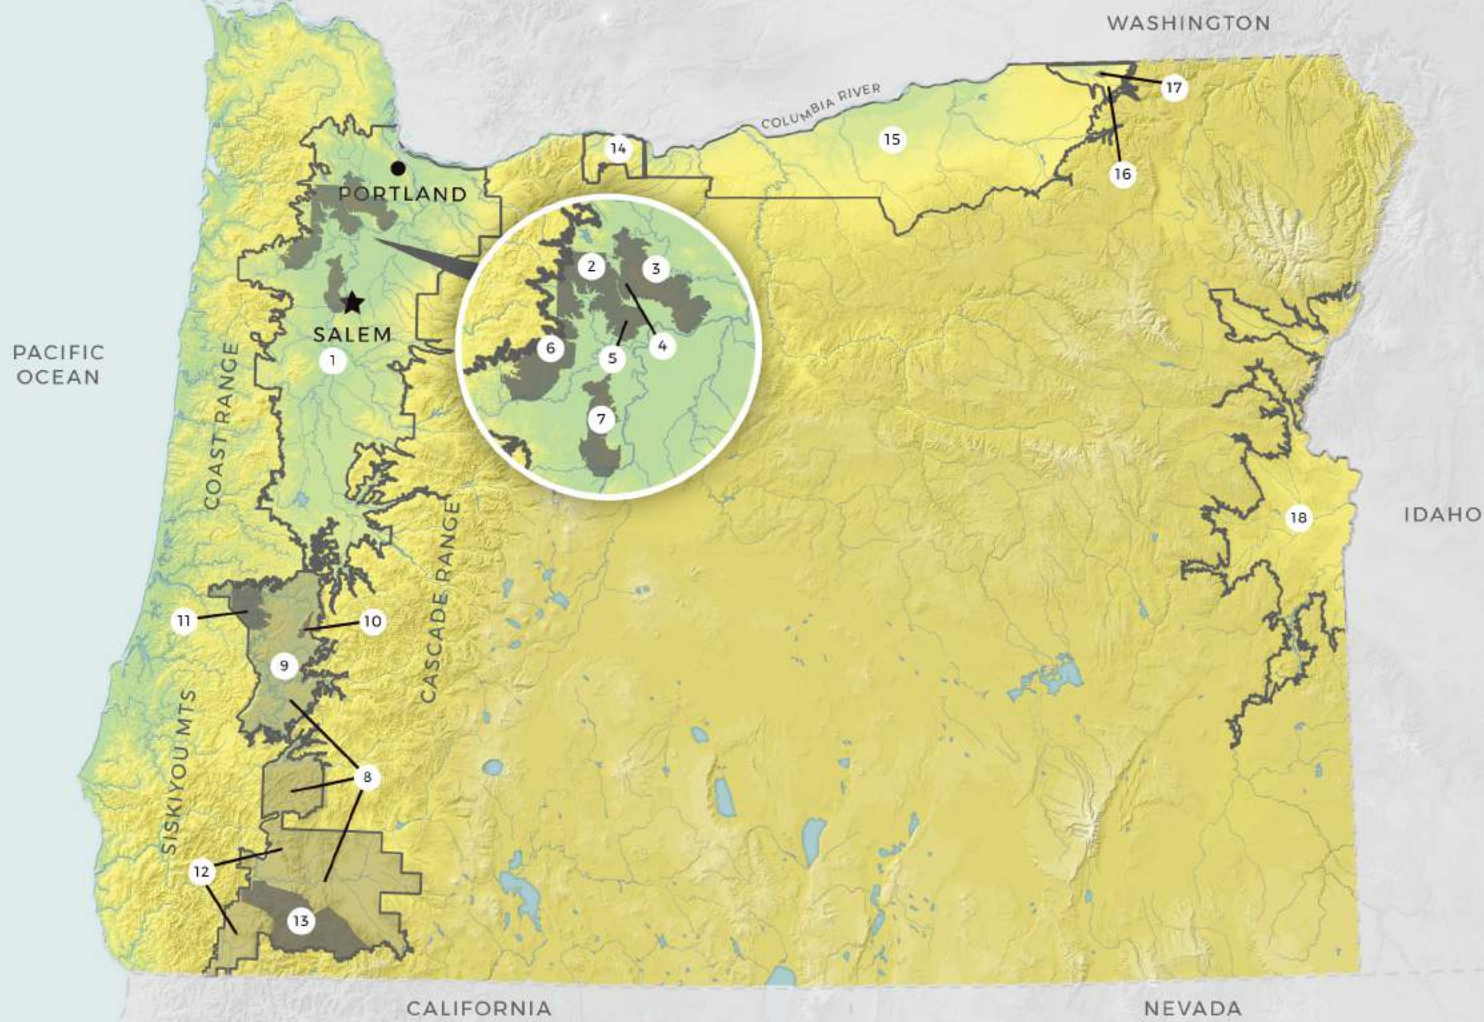 WASHINGTON
17
COLUMBIA RIVER
15
14
16
PORTLAND
2
3
SALEM
1
4
5
6
7
PACIFIC
OCEAN
COAST RANGE
18
IDAHO
CASCADE RANGE
11
10
9
SISKIYOU MTS
8
12
13
CALIFORNIA
NEVADA